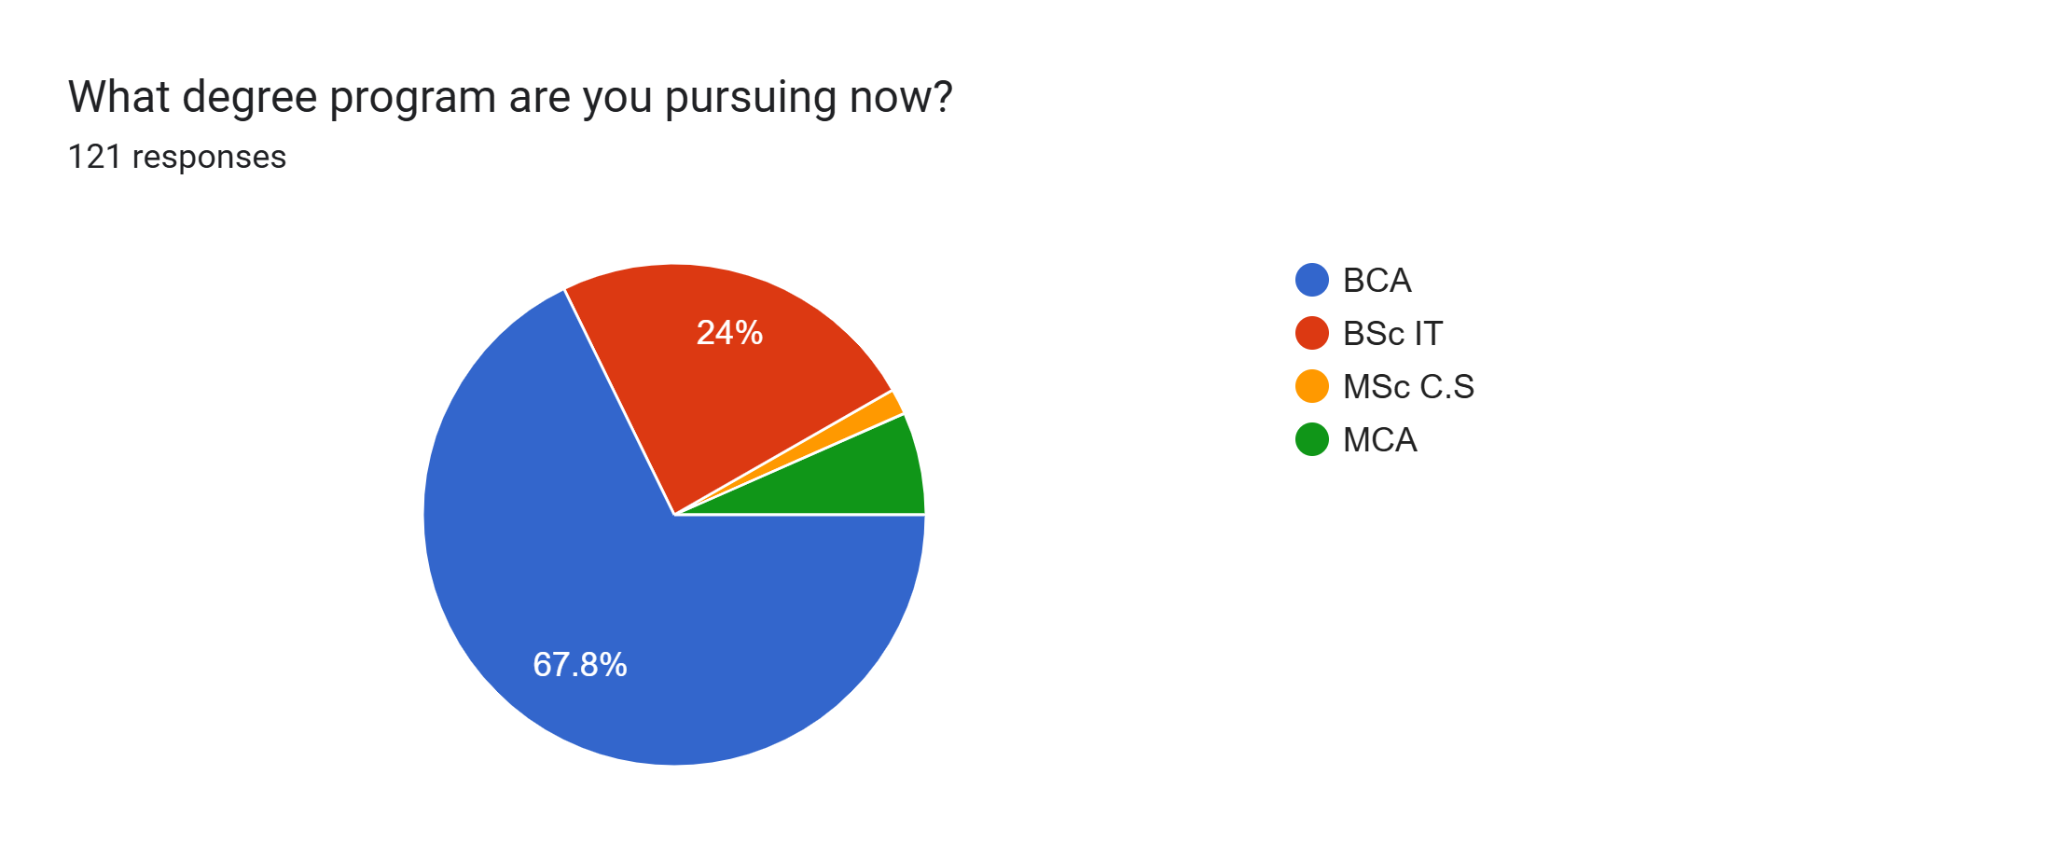 What degree program are you pursuing now?
121 responses
24%
67.8%
BCA
BSc IT
MSc C.S
MCA